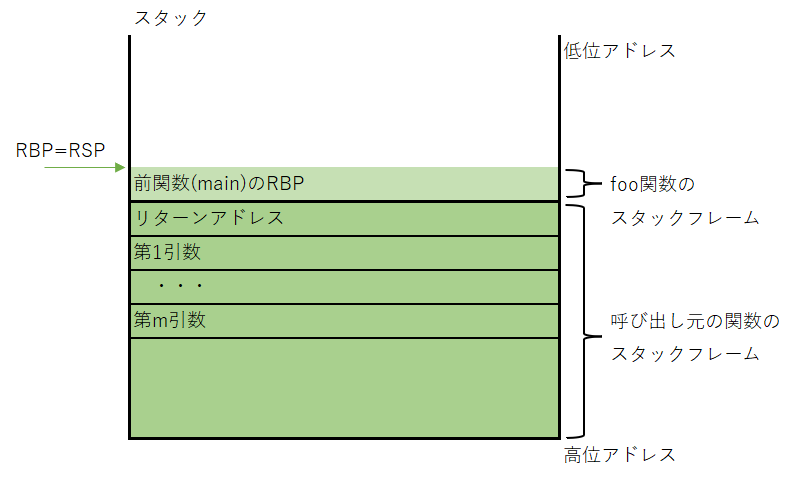 スタック
低位アドレス
RBP=RSP
前関数(main)のRBP
foo関数の
スタックフレーム
リターンアドレス
第1引数
・・・
第m引数
呼び出し元の関数の
スタックフレーム
高位アドレス